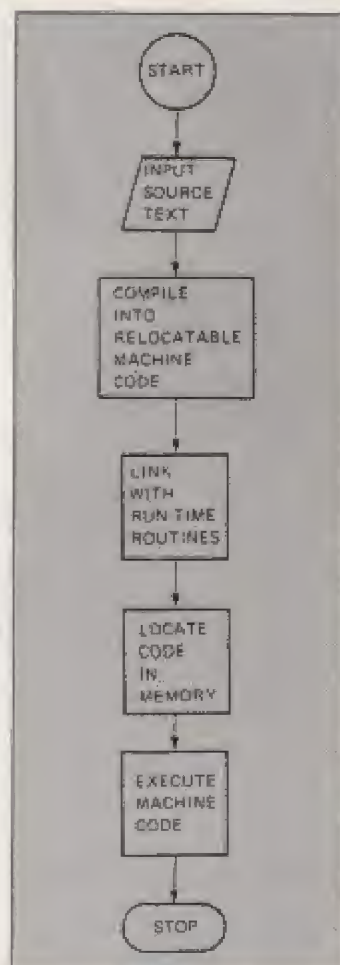 START
INPUT
SOURCE
TEXT
COMPILE
INTO
RELOCATABLE
MACHINE
CODE
LINK
WITH
RUN TIME
ROUTINES
LOCATE
CODE
IN
MEMORY
EXECUTE
MACHINE
CODE
STOP